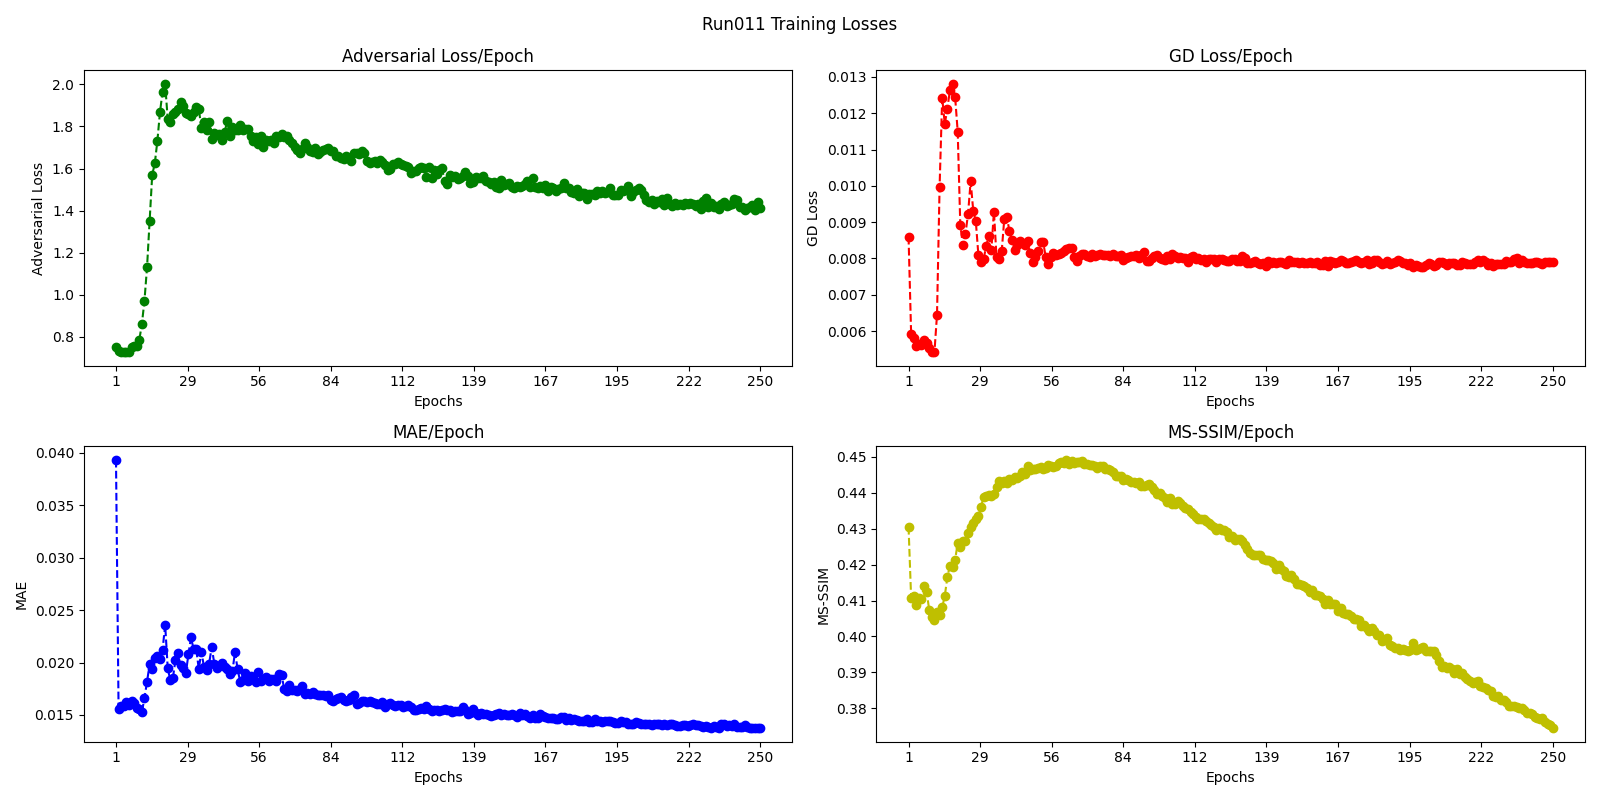 Run011 Training Losses
Adversarial Loss/Epoch
2.0
1.8
1.6
1.4
1.2
1.0
0.8
Adversarial Loss
1 29 56 84 112 139 167 195 222 250
Epochs
GD Loss/Epoch
0.013
0.012
0.011
0.010
0.009
0.008
0.007
0.006
GD Loss
1 29 56 84 112 139 167 195 222 250
Epochs
MAE/Epoch
0.040
0.035
0.030
0.025
0.020
0.015
MAE
1 29 56 84 112 139 167 195 222 250
Epochs
MS-SSIM/Epoch
0.45
0.44
0.43
0.42
0.41
0.40
0.39
0.38
MS-SSIM
1 29 56 84 112 139 167 195 222 250
Epochs